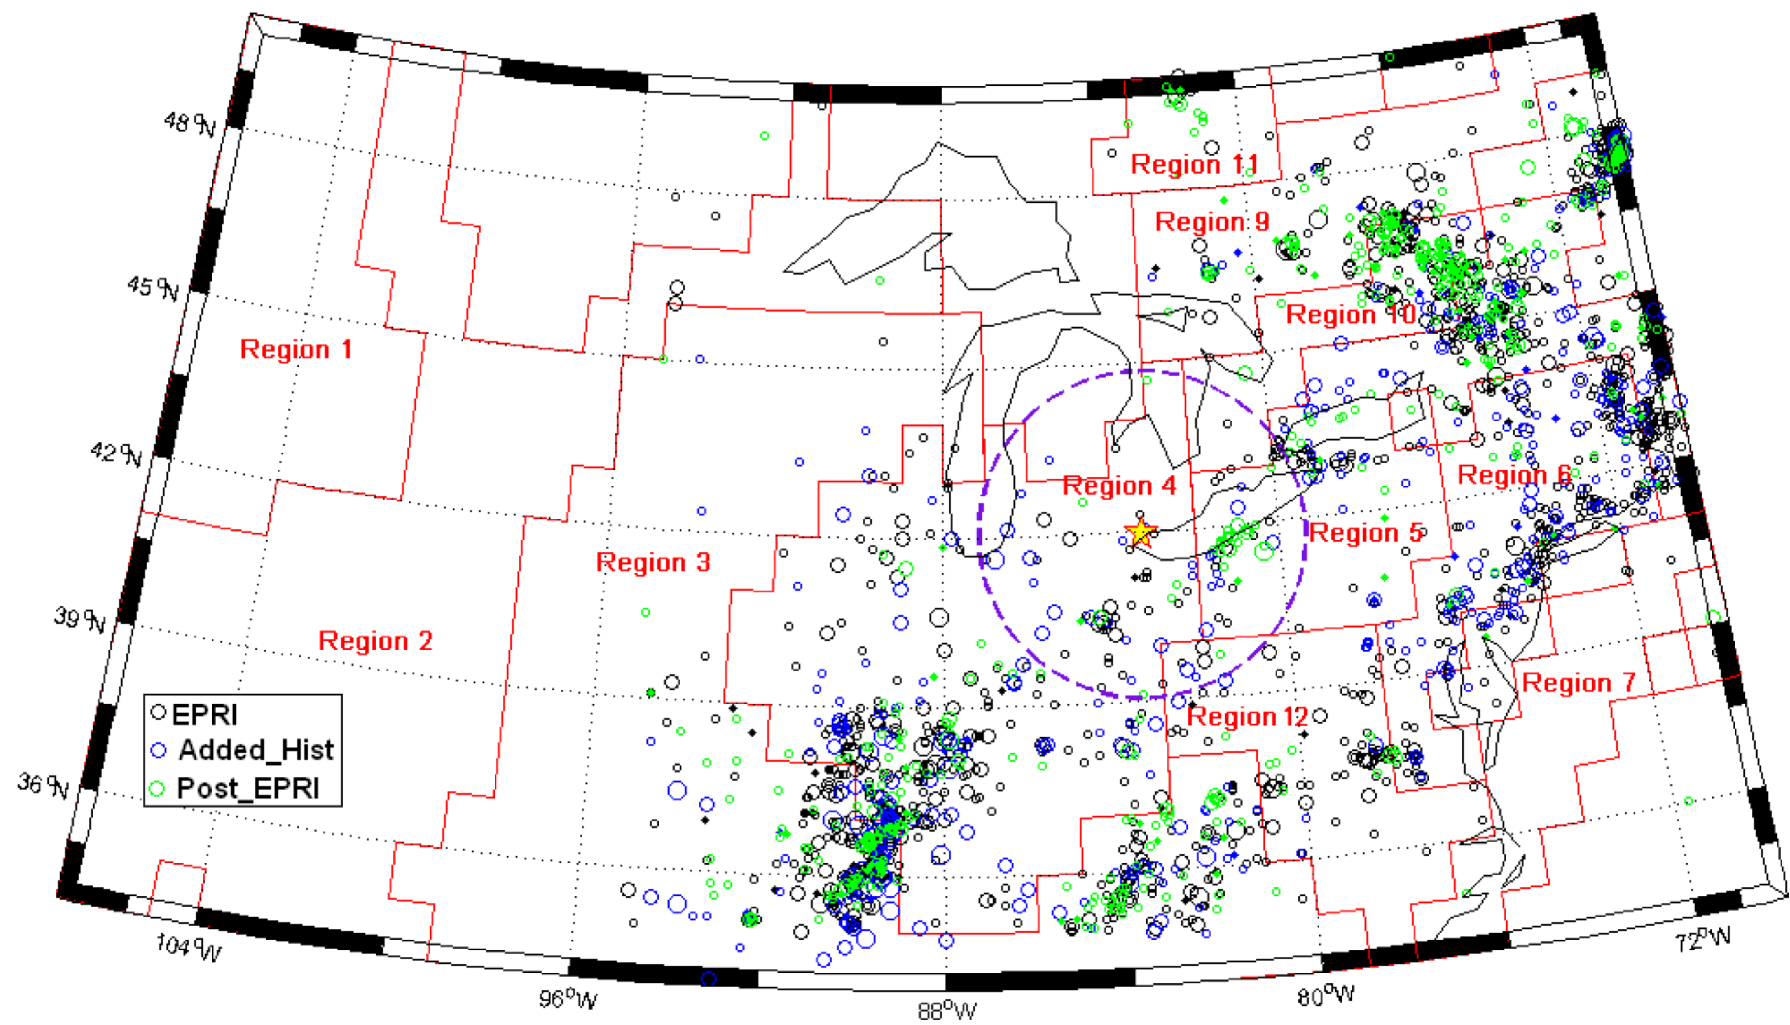 48°N
Region 11
Region 9
45°N
Region 10
Region 1
42°N
Region 4
Region 6
Region 5
Region 3
39°N
Region 2
Region 7
EPRI
Region 12
Added_Hist
Post_EPRI
36°N
104°W
72°W
96°W
88°W
80°W